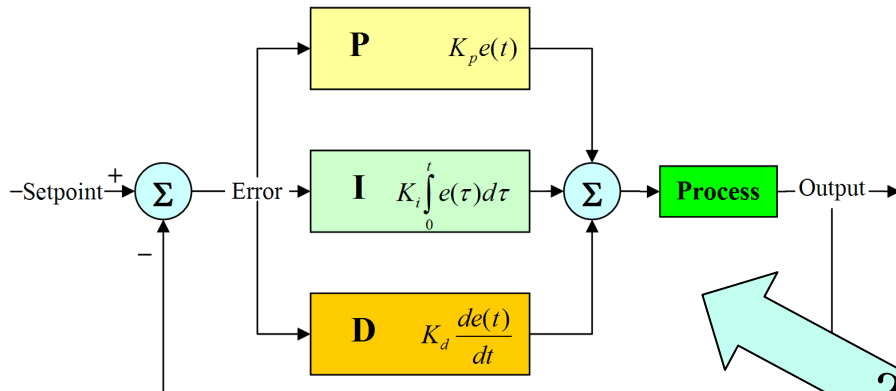 P K_p e(t)
+
–Setpoint Σ Error I K_i ∫_0^t e(τ)dτ Σ Process Output
–
D K_d de(t)/dt